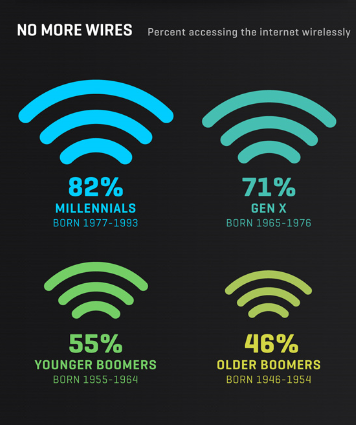 NO MORE WIRES Percent accessing the internet wirelessly
82%
MILLENNIALS
BORN 1977-1993
71%
GEN X
BORN 1965-1976
55%
YOUNGER BOOMERS
BORN 1955-1964
46%
OLDER BOOMERS
BORN 1946-1954